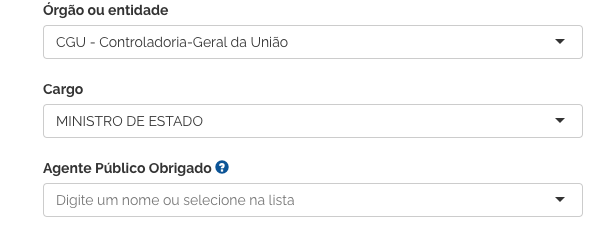 Órgão ou entidade
CGU - Controladoria-Geral da União
Cargo
MINISTRO DE ESTADO
Agente Público Obrigado ?
Digite um nome ou selecione na lista